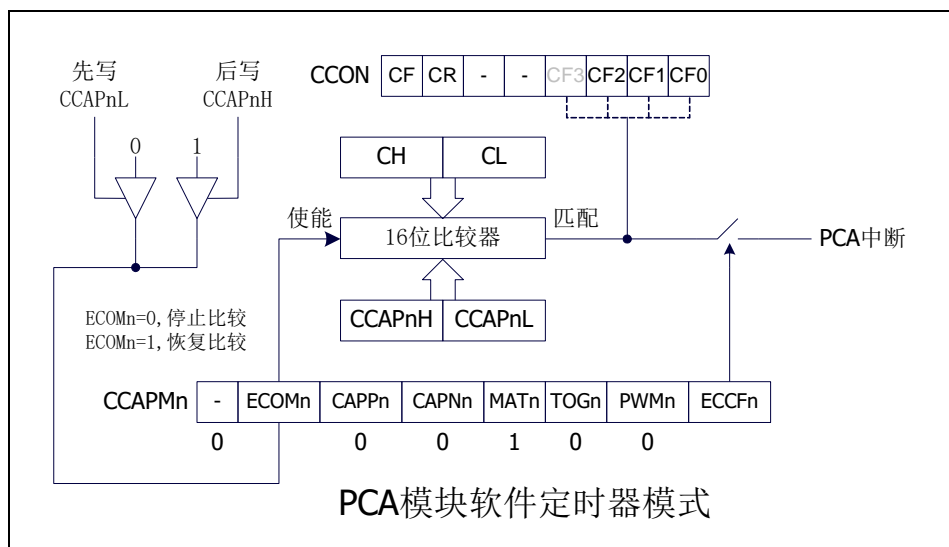 先写
CCAPnL
后写
CCAPnH
0
1
CCON CF CR - - CF3 CF2 CF1 CF0
CH CL
使能
16位比较器
匹配
PCA中断
CCAPnH CCAPnL
ECOMn=0,停止比较
ECOMn=1,恢复比较
CCAPMn - ECOMn CAPPn CAPNn MATn TOGn PWMn ECCFn
0 0 0 1 0 0
PCA模块软件定时器模式